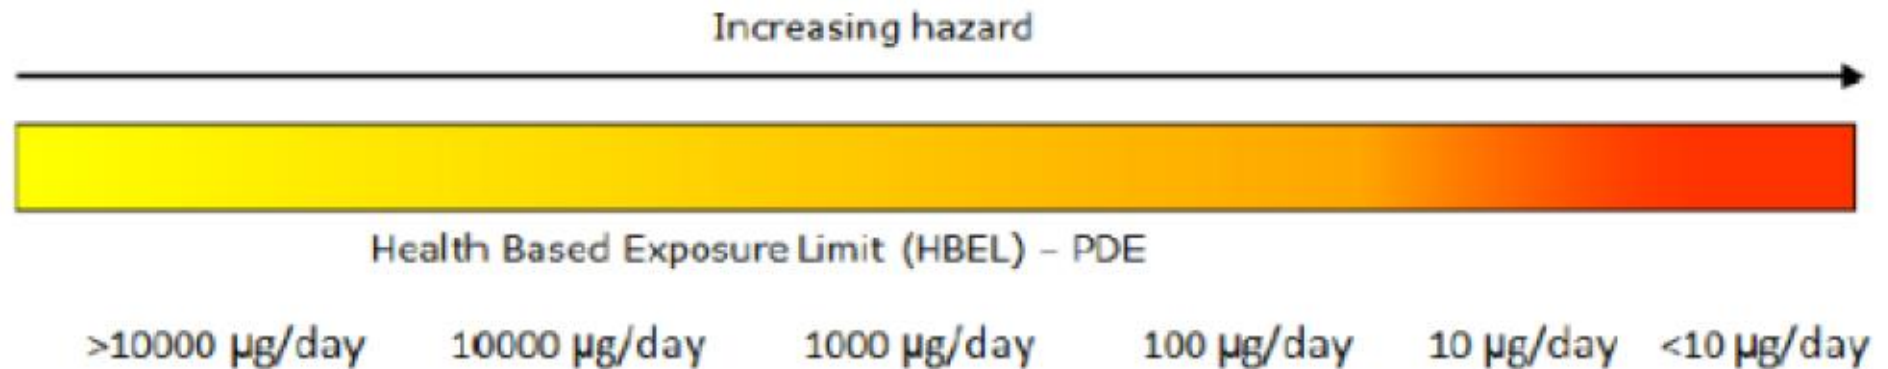 Increasing hazard
Health Based Exposure Limit (HBEL) – PDE
>10000 µg/day 10000 µg/day 1000 µg/day 100 µg/day 10 µg/day <10 µg/day